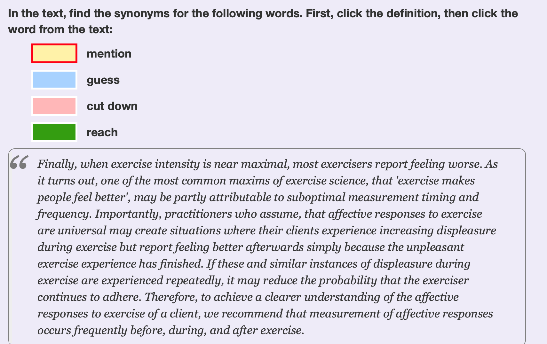 In the text, find the synonyms for the following words. First, click the definition, then click the
word from the text:
mention
guess
cut down
reach
“ Finally, when exercise intensity is near maximal, most exercisers report feeling worse. As
it turns out, one of the most common maxims of exercise science, that 'exercise makes
people feel better', may be partly attributable to suboptimal measurement timing and
frequency. Importantly, practitioners who assume, that affective responses to exercise
are universal may create situations where their clients experience increasing displeasure
during exercise but report feeling better afterwards simply because the unpleasant
exercise experience has finished. If these and similar instances of displeasure during
exercise are experienced repeatedly, it may reduce the probability that the exerciser
continues to adhere. Therefore, to achieve a clearer understanding of the affective
responses to exercise of a client, we recommend that measurement of affective responses
occurs frequently before, during, and after exercise.